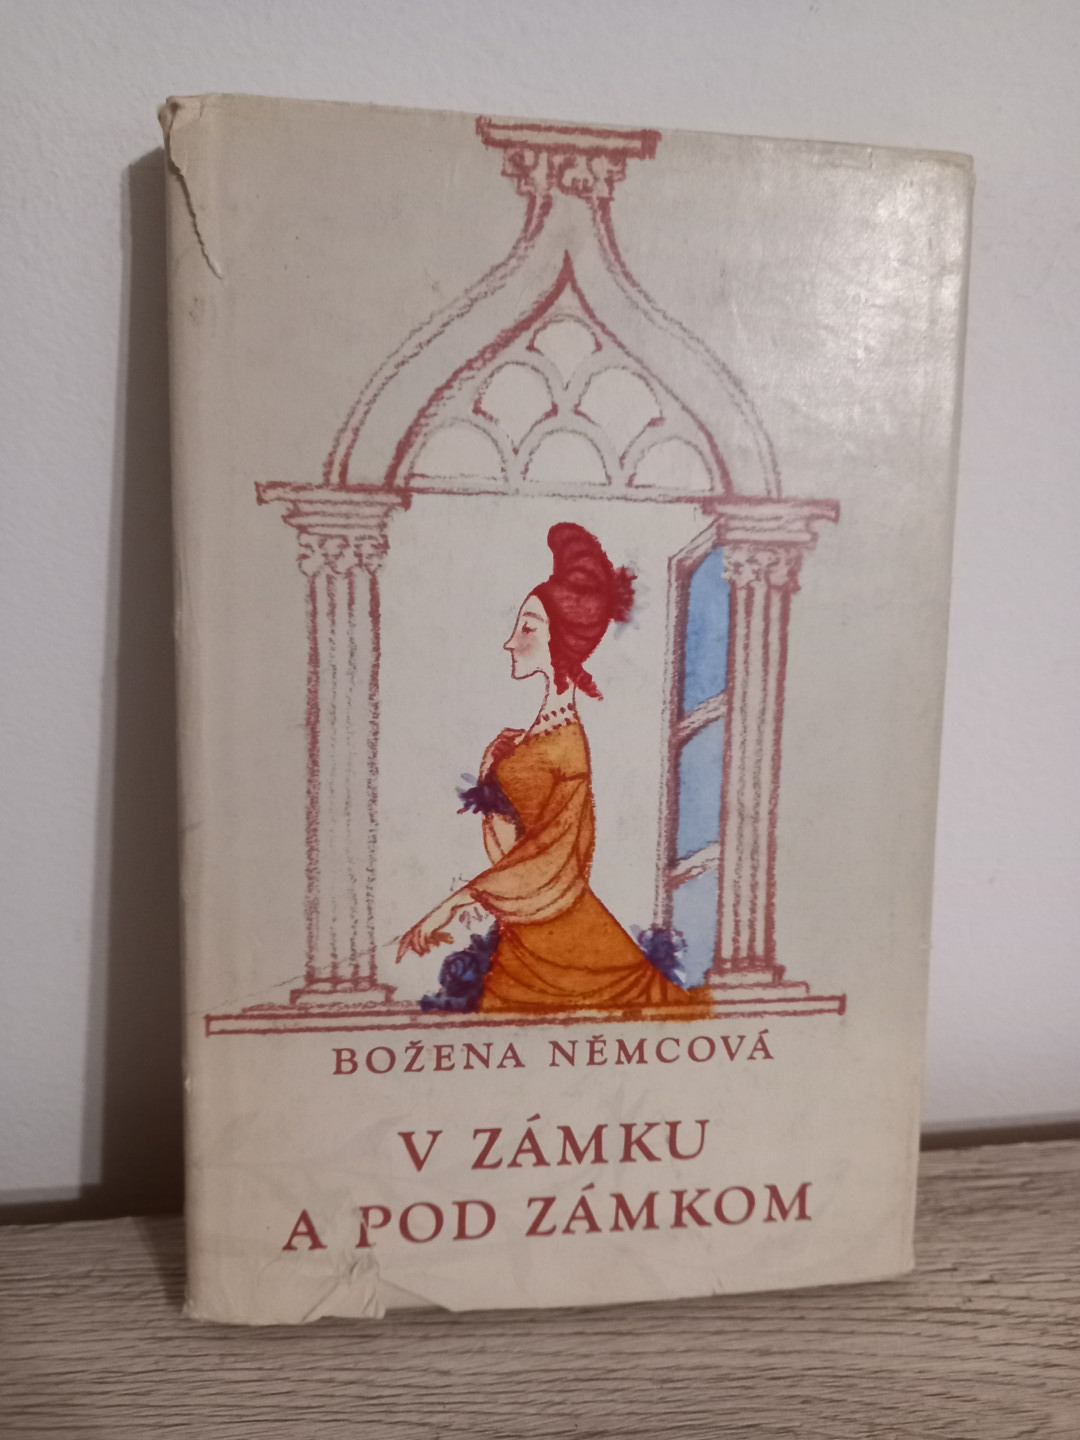 BOŽENA NĚMCOVÁ
V ZÁMKU
A POD ZÁMKOM